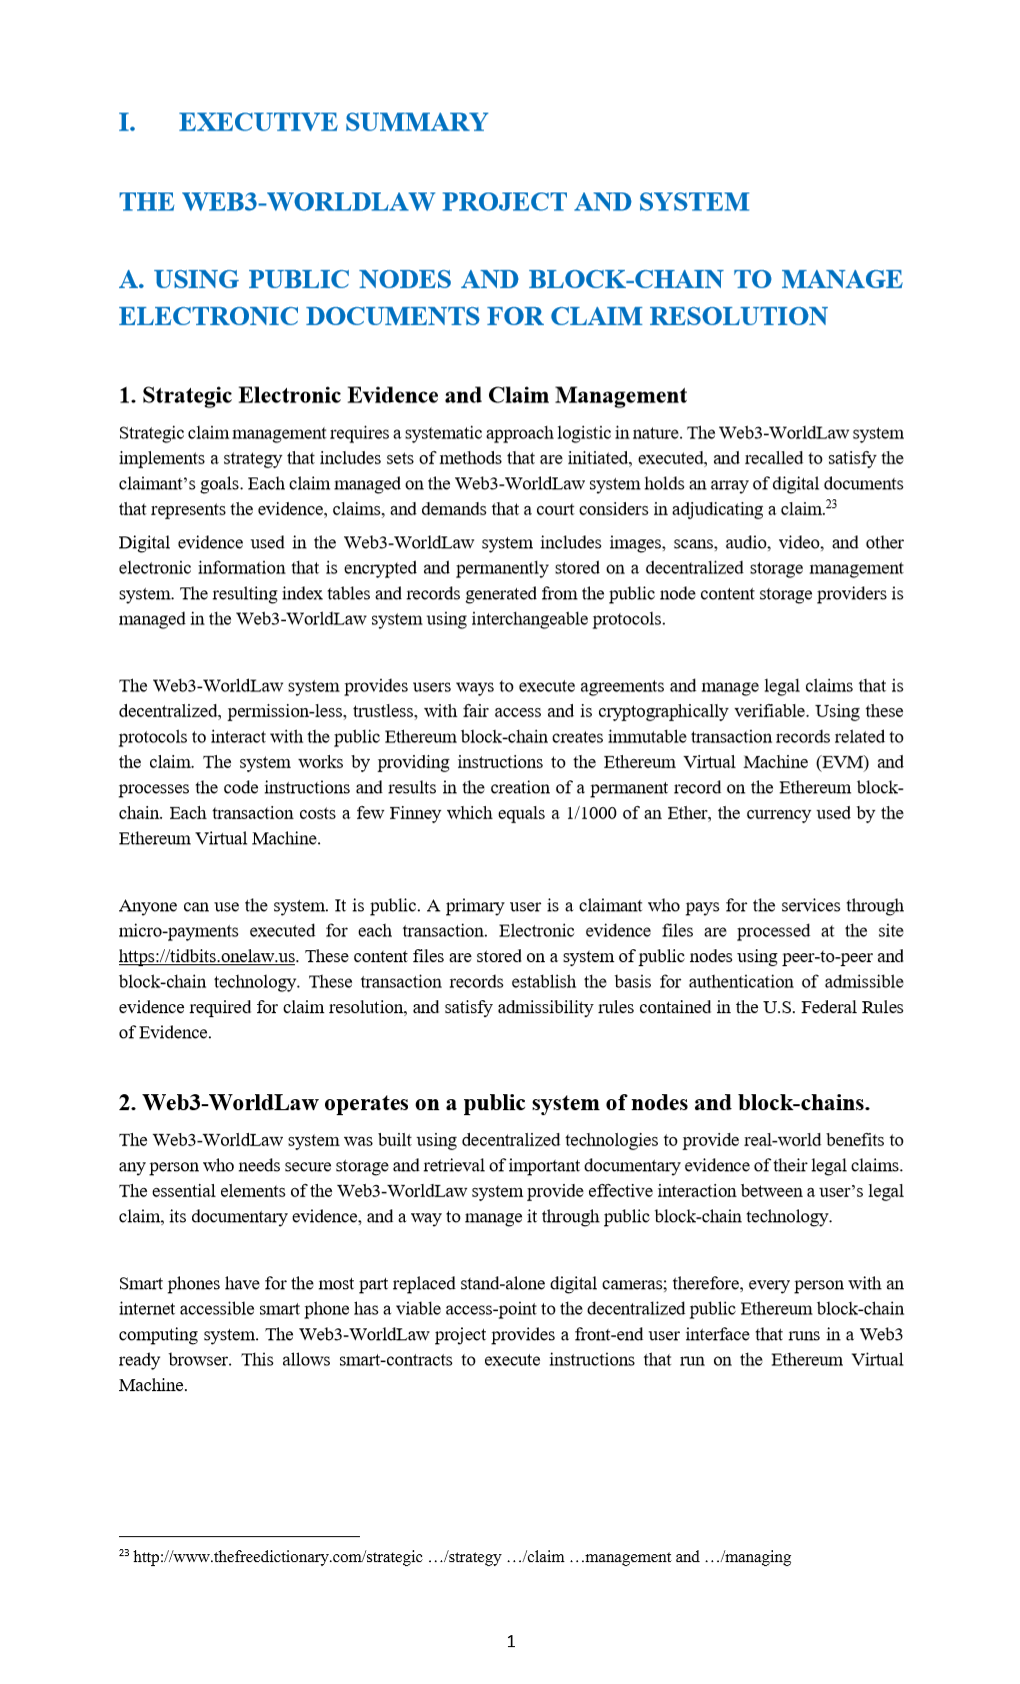 I. EXECUTIVE SUMMARY
THE WEB3-WORLDLAW PROJECT AND SYSTEM
A. USING PUBLIC NODES AND BLOCK-CHAIN TO MANAGE
ELECTRONIC DOCUMENTS FOR CLAIM RESOLUTION
1. Strategic Electronic Evidence and Claim Management
Strategic claim management requires a systematic approach logistic in nature. The Web3-WorldLaw system
implements a strategy that includes sets of methods that are initiated, executed, and recalled to satisfy the
claimant’s goals. Each claim managed on the Web3-WorldLaw system holds an array of digital documents
that represents the evidence, claims, and demands that a court considers in adjudicating a claim.23
Digital evidence used in the Web3-WorldLaw system includes images, scans, audio, video, and other
electronic information that is encrypted and permanently stored on a decentralized storage management
system. The resulting index tables and records generated from the public node content storage providers is
managed in the Web3-WorldLaw system using interchangeable protocols.
The Web3-WorldLaw system provides users ways to execute agreements and manage legal claims that is
decentralized, permission-less, trustless, with fair access and is cryptographically verifiable. Using these
protocols to interact with the public Ethereum block-chain creates immutable transaction records related to
the claim. The system works by providing instructions to the Ethereum Virtual Machine (EVM) and
processes the code instructions and results in the creation of a permanent record on the Ethereum block-
chain. Each transaction costs a few Finney which equals a 1/1000 of an Ether, the currency used by the
Ethereum Virtual Machine.
Anyone can use the system. It is public. A primary user is a claimant who pays for the services through
micro-payments executed for each transaction. Electronic evidence files are processed at the site
https://tidbits.onelaw.us. These content files are stored on a system of public nodes using peer-to-peer and
block-chain technology. These transaction records establish the basis for authentication of admissible
evidence required for claim resolution, and satisfy admissibility rules contained in the U.S. Federal Rules
of Evidence.
2. Web3-WorldLaw operates on a public system of nodes and block-chains.
The Web3-WorldLaw system was built using decentralized technologies to provide real-world benefits to
any person who needs secure storage and retrieval of important documentary evidence of their legal claims.
The essential elements of the Web3-WorldLaw system provide effective interaction between a user’s legal
claim, its documentary evidence, and a way to manage it through public block-chain technology.
Smart phones have for the most part replaced stand-alone digital cameras; therefore, every person with an
internet accessible smart phone has a viable access-point to the decentralized public Ethereum block-chain
computing system. The Web3-WorldLaw project provides a front-end user interface that runs in a Web3
ready browser. This allows smart-contracts to execute instructions that run on the Ethereum Virtual
Machine.
23 http://www.thefreedictionary.com/strategic …/strategy …/claim …management and …/managing
1